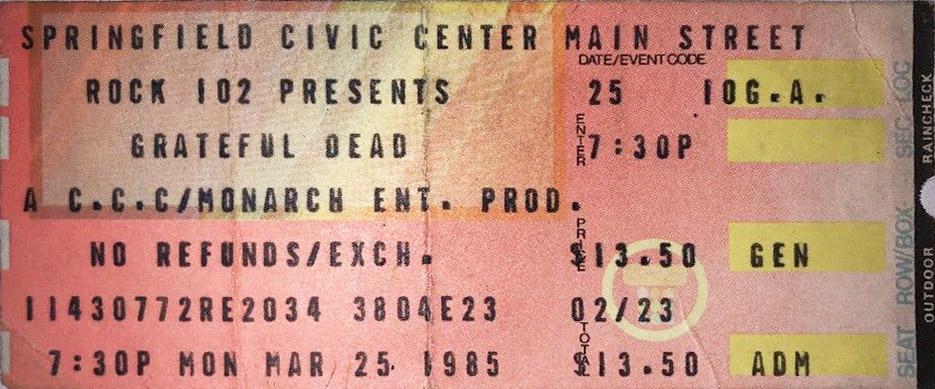 SPRINGFIELD CIVIC CENTER MAIN STREET
DATE/EVENT CODE
ROCK 102 PRESENTS 25 10G.A.
GRATEFUL DEAD ENTER 7:30P
A C.C.C/MONARCH ENT. PROD.
PRICE
NO REFUNDS/EXCH. $13.50 GEN
11430772RE2034 3804E23 02/23
TOTAL
7:30P MON MAR 25 1985 $13.50 ADM
SEC-LOC
ROW/BOX
SEAT
RAINCHECK
OUTDOOR